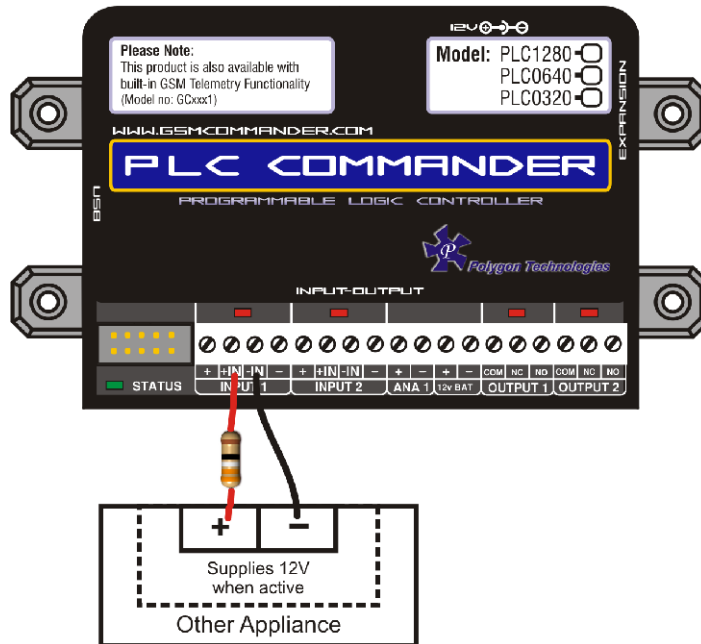 12V
Please Note:
This product is also available with
built-in GSM Telemetry Functionality
(Model no: GCxxx1)
Model: PLC1280
PLC0640
PLC0320
EXPANSION
WWW.GSMCOMMANDER.COM
PLC COMMANDER
USB
PROGRAMMABLE LOGIC CONTROLLER
P
Polygon Technologies
INPUT-OUTPUT
+ +IN -IN - + +IN -IN - + - + - COM NC NO COM NC NO
STATUS INPUT 1 INPUT 2 ANA 1 12v BAT OUTPUT 1 OUTPUT 2
+ -
Supplies 12V
when active
Other Appliance